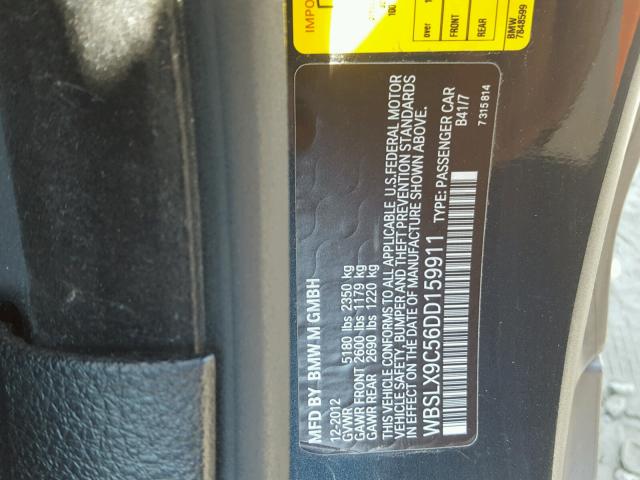 IMPO
100
over
FRONT
REAR
BMW
7848599
MFD BY BMW M GMBH
12-2012
GVWR 5180 lbs 2350 kg
GAWR FRONT 2600 lbs 1179 kg
GAWR REAR 2690 lbs 1220 kg
THIS VEHICLE CONFORMS TO ALL APPLICABLE U.S.FEDERAL MOTOR
VEHICLE SAFETY, BUMPER AND THEFT PREVENTION STANDARDS
IN EFFECT ON THE DATE OF MANUFACTURE SHOWN ABOVE.
WBSLX9C56DD159911 TYPE: PASSENGER CAR
B41/7
7 315 814